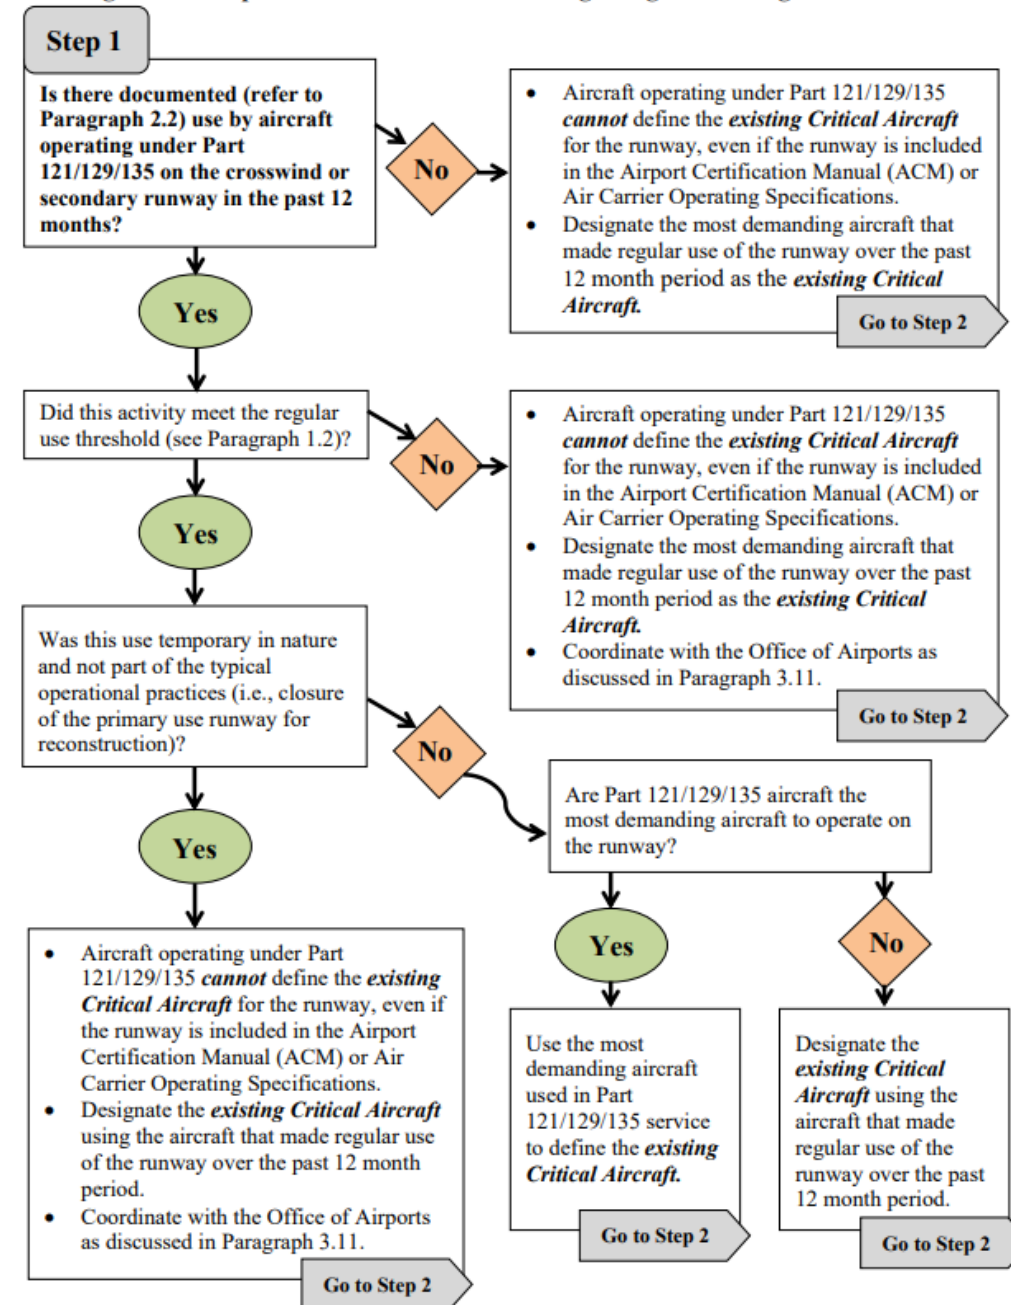 Step 1
Is there documented (refer to
Paragraph 2.2) use by aircraft
operating under Part
121/129/135 on the crosswind or
secondary runway in the past 12
months?
No
• Aircraft operating under Part 121/129/135
cannot define the existing Critical Aircraft
for the runway, even if the runway is included
in the Airport Certification Manual (ACM) or
Air Carrier Operating Specifications.
• Designate the most demanding aircraft that
made regular use of the runway over the past
12 month period as the existing Critical
Aircraft.
Go to Step 2
Yes
Did this activity meet the regular
use threshold (see Paragraph 1.2)?
No
• Aircraft operating under Part 121/129/135
cannot define the existing Critical Aircraft
for the runway, even if the runway is included
in the Airport Certification Manual (ACM) or
Air Carrier Operating Specifications.
• Designate the most demanding aircraft that
made regular use of the runway over the past
12 month period as the existing Critical
Aircraft.
• Coordinate with the Office of Airports as
discussed in Paragraph 3.11.
Go to Step 2
Yes
Was this use temporary in nature
and not part of the typical
operational practices (i.e., closure
of the primary use runway for
reconstruction)?
No
Are Part 121/129/135 aircraft the
most demanding aircraft to operate on
the runway?
Yes
• Aircraft operating under Part
121/129/135 cannot define the existing
Critical Aircraft for the runway, even if
the runway is included in the Airport
Certification Manual (ACM) or Air
Carrier Operating Specifications.
• Designate the existing Critical Aircraft
using the aircraft that made regular use
of the runway over the past 12 month
period.
• Coordinate with the Office of Airports
as discussed in Paragraph 3.11.
Go to Step 2
Yes
Use the most
demanding aircraft
used in Part
121/129/135 service
to define the existing
Critical Aircraft.
Go to Step 2
No
Designate the
existing Critical
Aircraft using the
aircraft that made
regular use of the
runway over the past
12 month period.
Go to Step 2